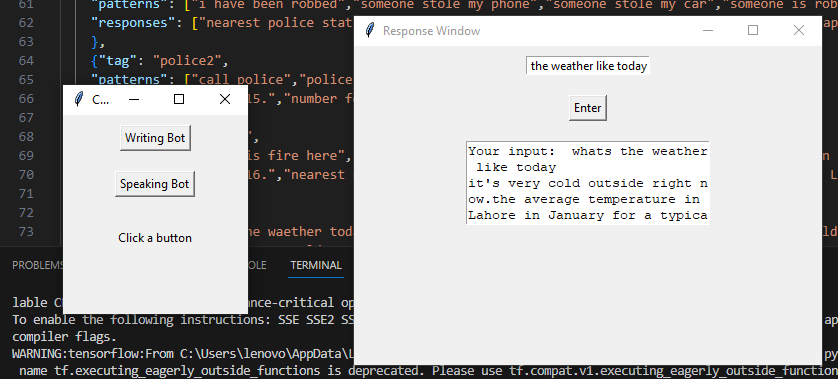 61 "patterns": ["i have been robbed","someone stole my phone","someone stole my car","someone is rob
62 "responses": ["nearest police stat
63 },
64 {"tag": "police2",
65 "patterns": ["call police","police
66 15.","number f
67
68 ",
69 is fire here",
70 16.","nearest
71
72
73 he waether tod
C...
Writing Bot
Speaking Bot
Click a button
Response Window
the weather like today
Enter
Your input:  whats the weather
 like today
it's very cold outside right n
ow.the average temperature in
Lahore in January for a typica
PROBLEMS OLE TERMINAL
lable C ance-critical op
To enable the following instructions: SSE SSE2 SS ap
compiler flags.
WARNING:tensorflow:From C:\Users\lenovo\AppData\L py
 name tf.executing_eagerly_outside_functions is deprecated. Please use tf.compat.v1.executing_eagerly_outside_function